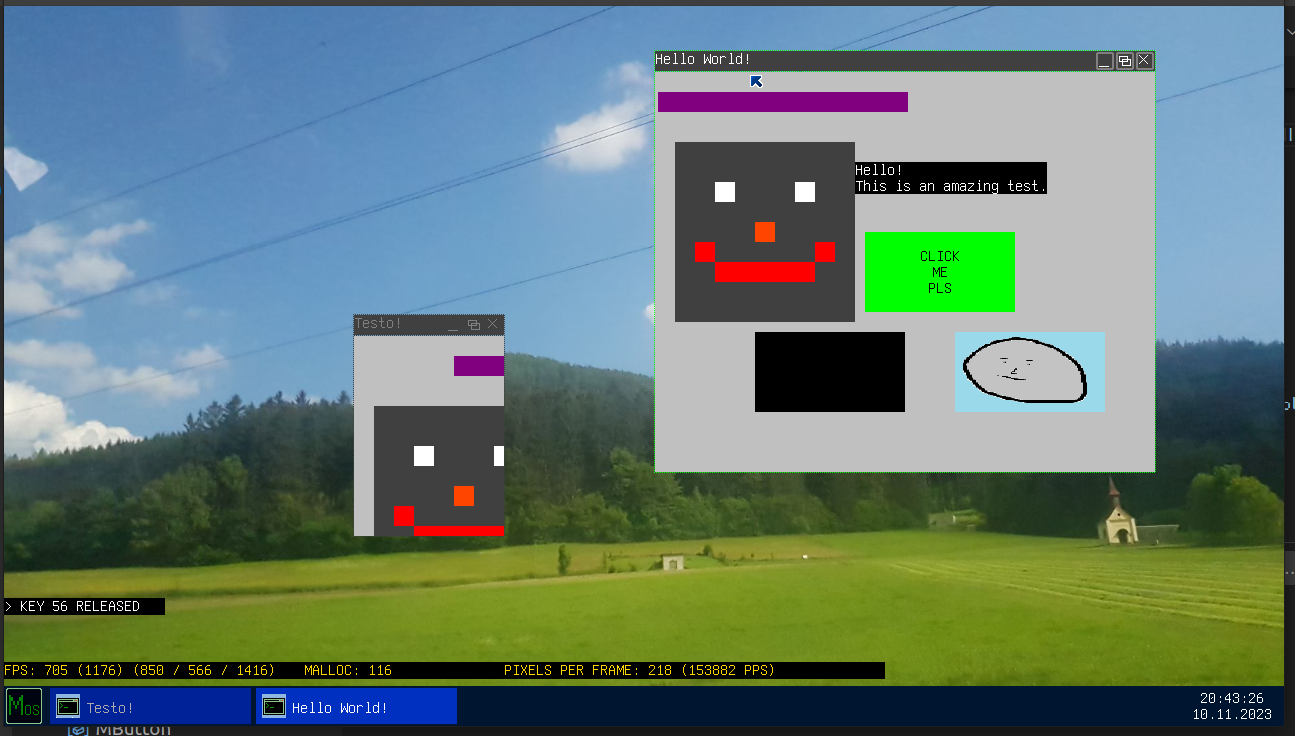 Hello World!
Hello!
This is an amazing test.
CLICK
ME
PLS
Testo!
> KEY 56 RELEASED
FPS: 705 (1176) (850 / 566 / 1416) MALLOC: 116 PIXELS PER FRAME: 218 (153882 PPS)
Mos
Testo!
Hello World!
20:43:26
10.11.2023
MButton